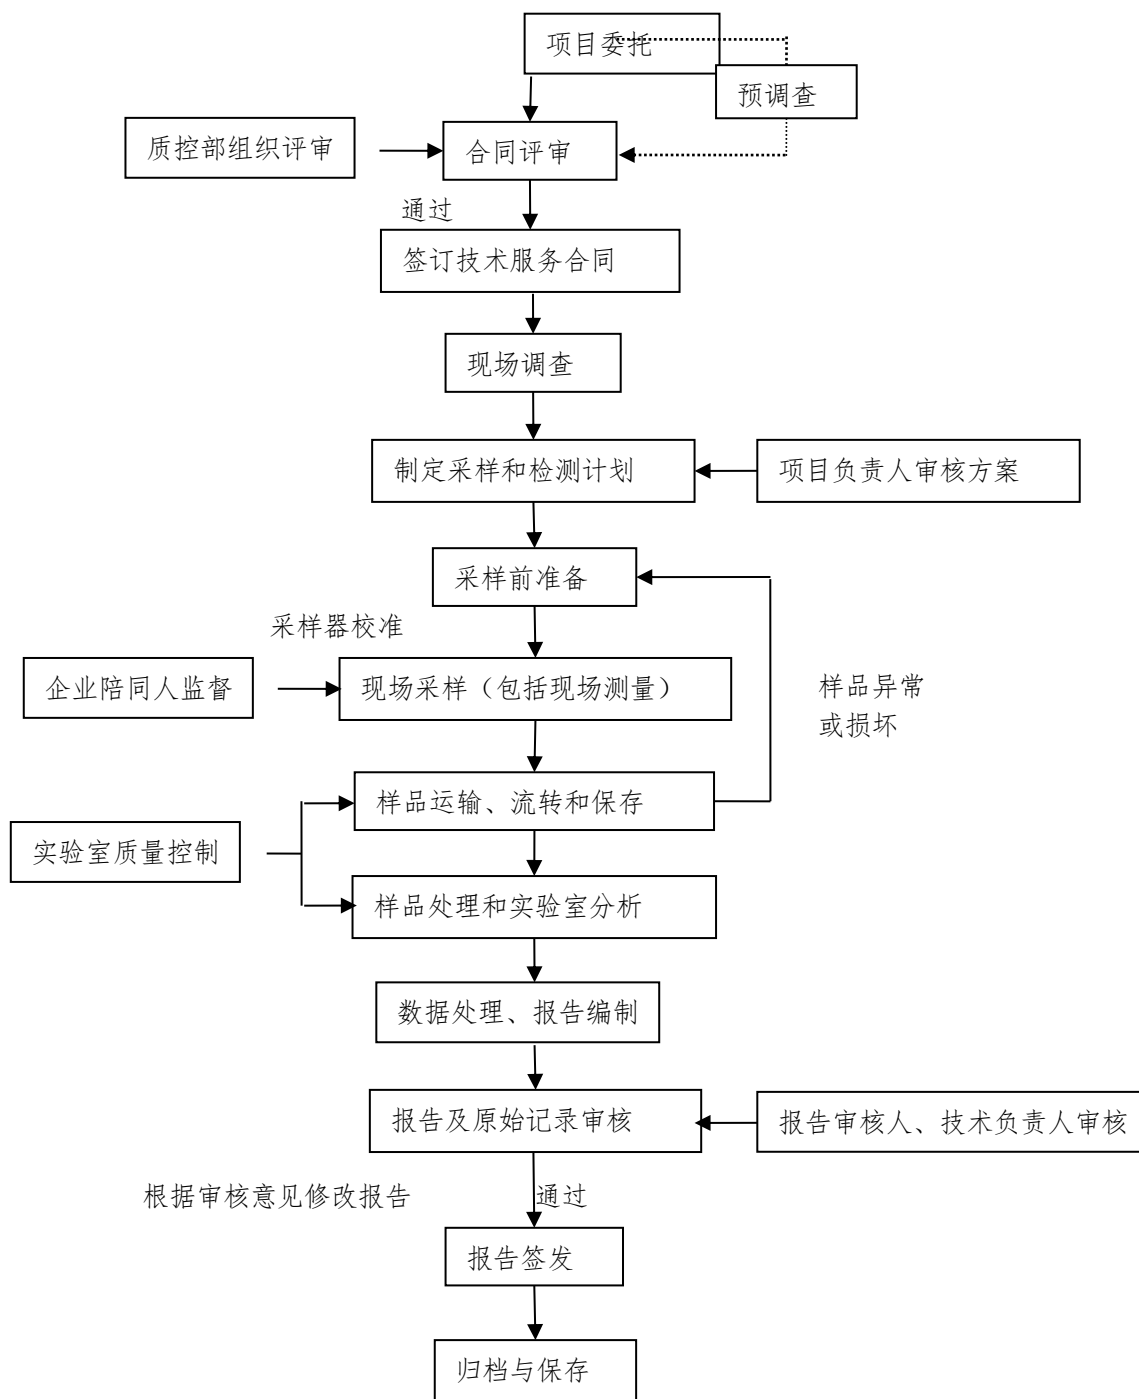 项目委托
预调查
质控部组织评审
合同评审
通过
签订技术服务合同
现场调查
制定采样和检测计划
项目负责人审核方案
采样前准备
采样器校准
企业陪同人监督
现场采样（包括现场测量）
样品异常
或损坏
样品运输、流转和保存
实验室质量控制
样品处理和实验室分析
数据处理、报告编制
报告及原始记录审核
报告审核人、技术负责人审核
根据审核意见修改报告
通过
报告签发
归档与保存